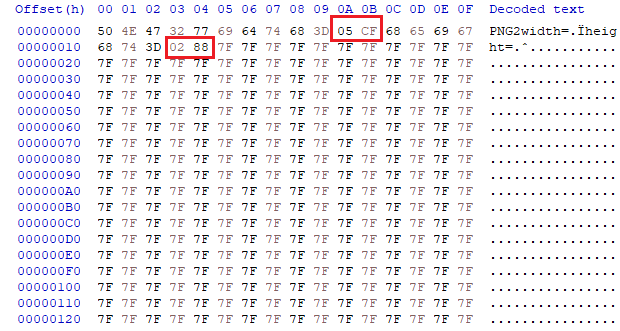 Offset(h) 00 01 02 03 04 05 06 07 08 09 0A 0B 0C 0D 0E 0F Decoded text
00000000 50 4E 47 32 77 69 64 74 68 3D 05 CF 68 65 69 67 PNG2width=.Ïheig
00000010 68 74 3D 02 88 7F 7F 7F 7F 7F 7F 7F 7F 7F 7F 7F ht=.ˆ...........
00000020 7F 7F 7F 7F 7F 7F 7F 7F 7F 7F 7F 7F 7F 7F 7F 7F ................
00000030 7F 7F 7F 7F 7F 7F 7F 7F 7F 7F 7F 7F 7F 7F 7F 7F ................
00000040 7F 7F 7F 7F 7F 7F 7F 7F 7F 7F 7F 7F 7F 7F 7F 7F ................
00000050 7F 7F 7F 7F 7F 7F 7F 7F 7F 7F 7F 7F 7F 7F 7F 7F ................
00000060 7F 7F 7F 7F 7F 7F 7F 7F 7F 7F 7F 7F 7F 7F 7F 7F ................
00000070 7F 7F 7F 7F 7F 7F 7F 7F 7F 7F 7F 7F 7F 7F 7F 7F ................
00000080 7F 7F 7F 7F 7F 7F 7F 7F 7F 7F 7F 7F 7F 7F 7F 7F ................
00000090 7F 7F 7F 7F 7F 7F 7F 7F 7F 7F 7F 7F 7F 7F 7F 7F ................
000000A0 7F 7F 7F 7F 7F 7F 7F 7F 7F 7F 7F 7F 7F 7F 7F 7F ................
000000B0 7F 7F 7F 7F 7F 7F 7F 7F 7F 7F 7F 7F 7F 7F 7F 7F ................
000000C0 7F 7F 7F 7F 7F 7F 7F 7F 7F 7F 7F 7F 7F 7F 7F 7F ................
000000D0 7F 7F 7F 7F 7F 7F 7F 7F 7F 7F 7F 7F 7F 7F 7F 7F ................
000000E0 7F 7F 7F 7F 7F 7F 7F 7F 7F 7F 7F 7F 7F 7F 7F 7F ................
000000F0 7F 7F 7F 7F 7F 7F 7F 7F 7F 7F 7F 7F 7F 7F 7F 7F ................
00000100 7F 7F 7F 7F 7F 7F 7F 7F 7F 7F 7F 7F 7F 7F 7F 7F ................
00000110 7F 7F 7F 7F 7F 7F 7F 7F 7F 7F 7F 7F 7F 7F 7F 7F ................
00000120 7F 7F 7F 7F 7F 7F 7F 7F 7F 7F 7F 7F 7F 7F 7F 7F ................